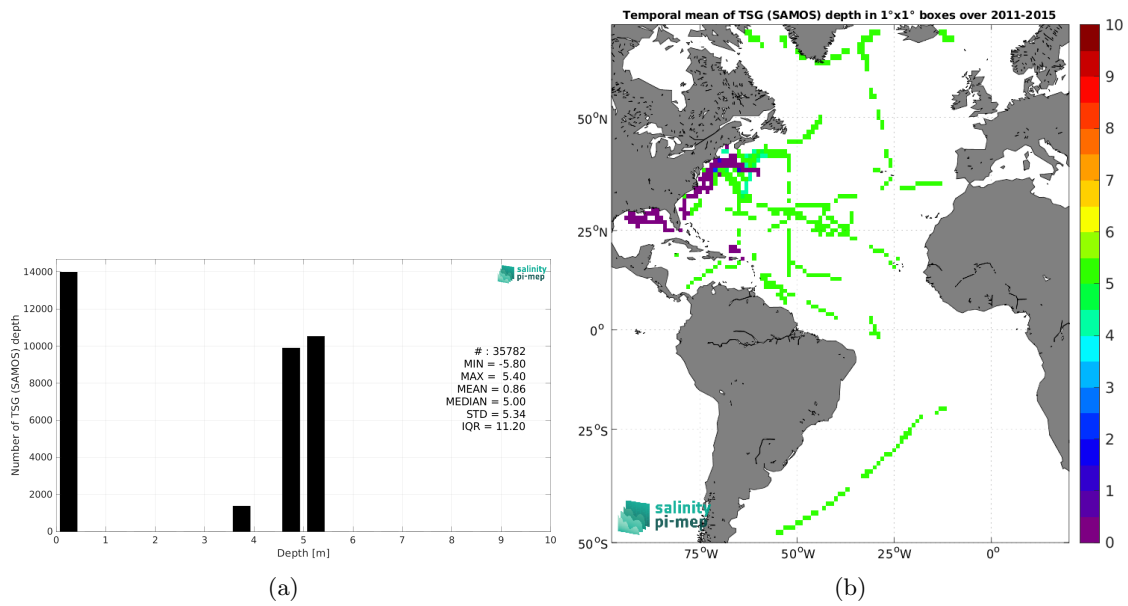 14000
12000
10000
8000
6000
4000
2000
0
Number of TSG (SAMOS) depth
salinity
pi-mep
# : 35782
MIN = -5.80
MAX = 5.40
MEAN = 0.86
MEDIAN = 5.00
STD = 5.34
IQR = 11.20
0 1 2 3 4 5 6 7 8 9 10
Depth [m]
(a)
Temporal mean of TSG (SAMOS) depth in 1°x1° boxes over 2011-2015
50°N
25°N
0°
25°S
50°S
salinity
pi-mep
75°W 50°W 25°W 0°
10
9
8
7
6
5
4
3
2
1
0
(b)